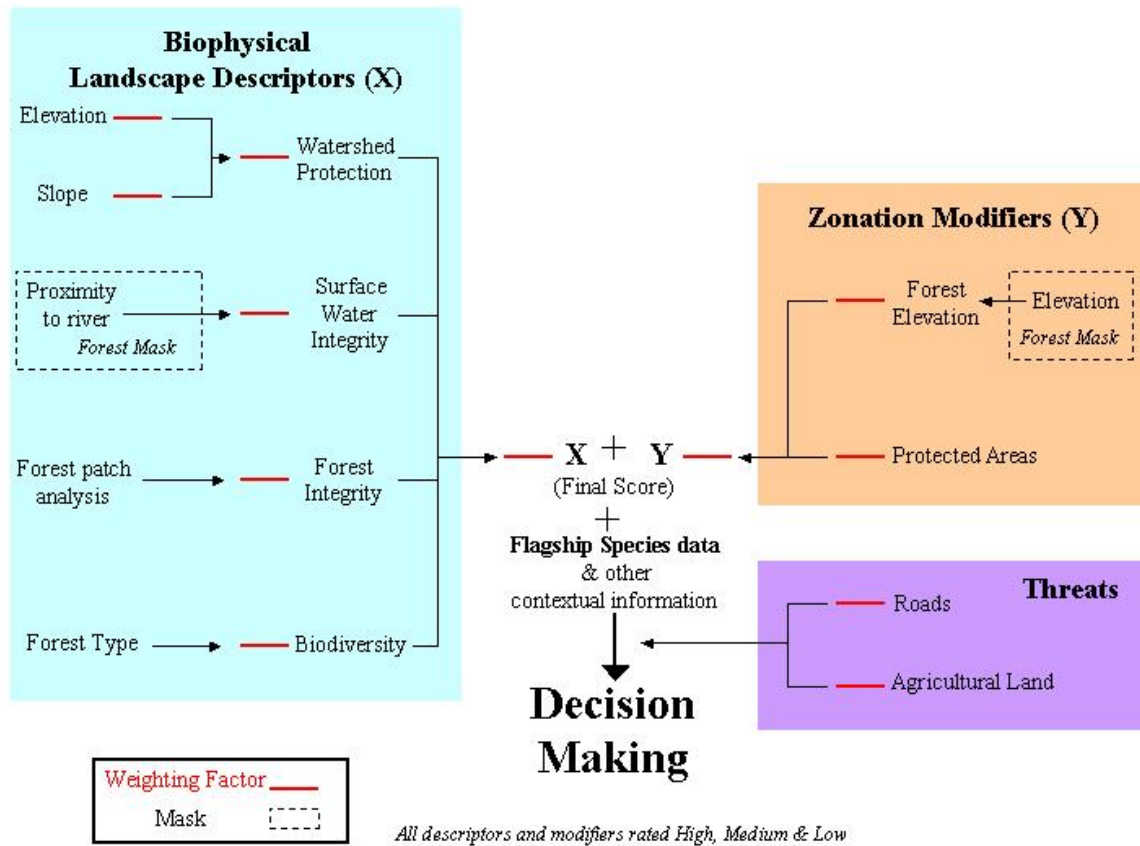 Biophysical
Landscape Descriptors (X)
Elevation
Slope
Watershed
Protection
Proximity
to river
Forest Mask
Surface
Water
Integrity
Forest patch
analysis
Forest
Integrity
Forest Type
Biodiversity
X + Y
(Final Score)
+
Flagship Species data
& other
contextual information
Decision
Making
Zonation Modifiers (Y)
Forest
Elevation
Elevation
Forest Mask
Protected Areas
Threats
Roads
Agricultural Land
Weighting Factor
Mask
All descriptors and modifiers rated High, Medium & Low